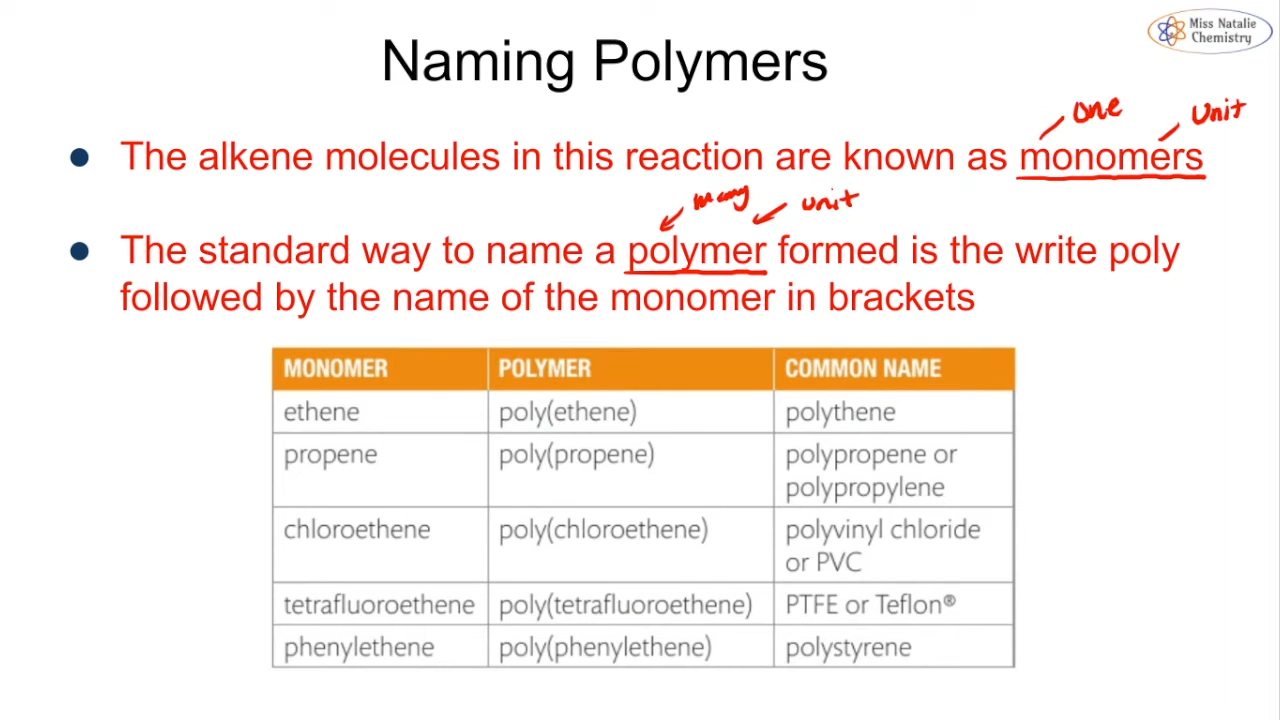 Miss Natalie
Chemistry
Naming Polymers
one unit
The alkene molecules in this reaction are known as monomers
many unit
The standard way to name a polymer formed is the write poly
followed by the name of the monomer in brackets
MONOMER POLYMER COMMON NAME
ethene poly(ethene) polythene
propene poly(propene) polypropene or
polypropylene
chloroethene poly(chloroethene) polyvinyl chloride
or PVC
tetrafluoroethene poly(tetrafluoroethene) PTFE or Teflon®
phenylethene poly(phenylethene) polystyrene